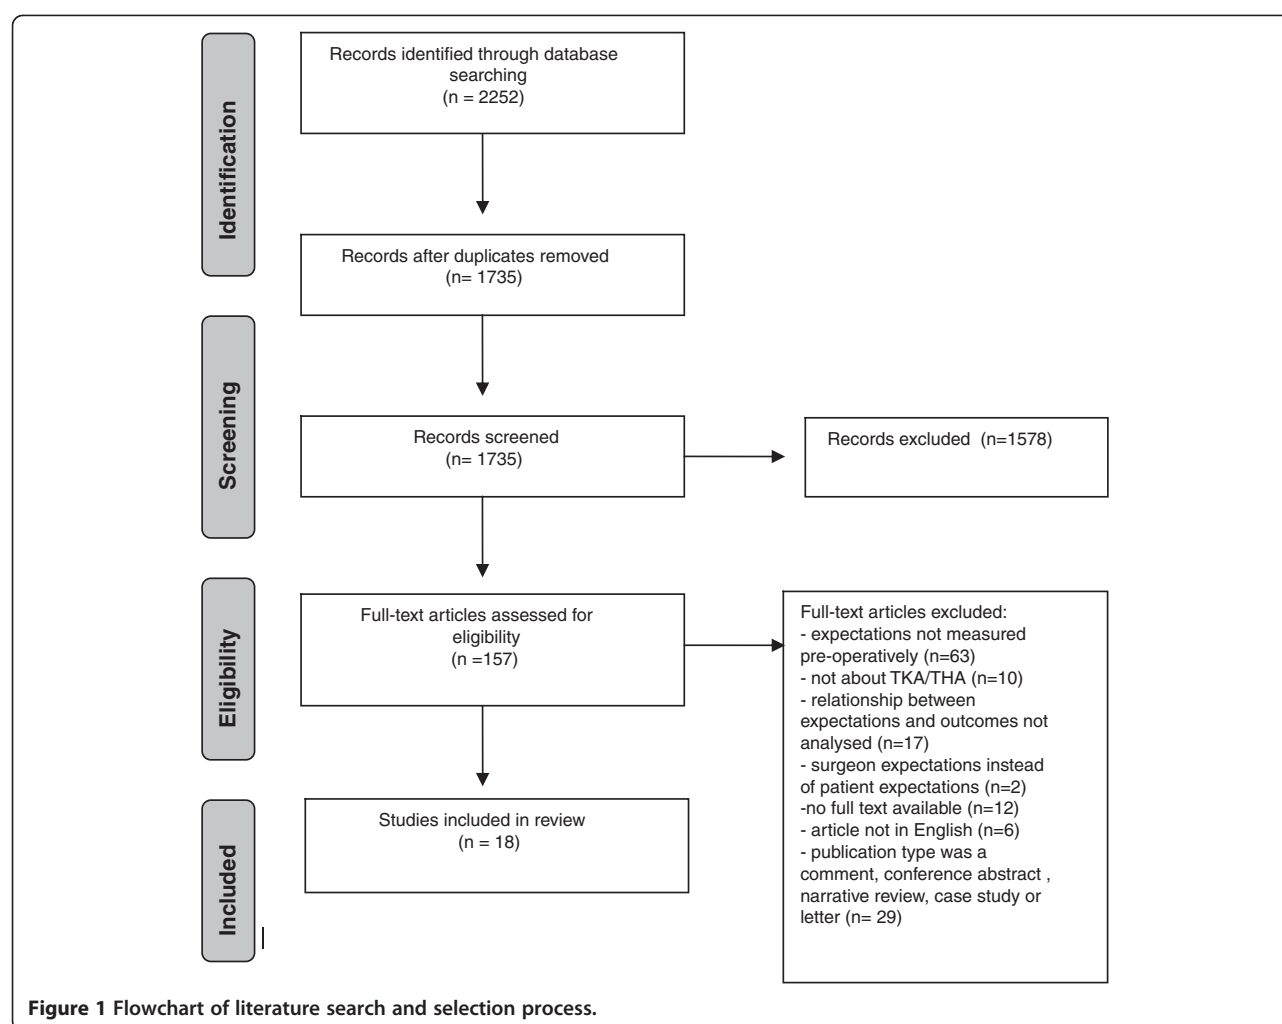 Identification
Records identified through database
searching
(n = 2252)
Records after duplicates removed
(n= 1735)
Screening
Records screened
(n= 1735)
Records excluded  (n=1578)
Eligibility
Full-text articles assessed for
eligibility
(n =157)
Full-text articles excluded:
- expectations not measured
pre-operatively (n=63)
- not about TKA/THA (n=10)
- relationship between
expectations and outcomes not
analysed (n=17)
- surgeon expectations instead
of patient expectations (n=2)
-no full text available (n=12)
- article not in English (n=6)
- publication type was a
comment, conference abstract ,
narrative review, case study or
letter (n= 29)
Included
Studies included in review
(n = 18)
Figure 1 Flowchart of literature search and selection process.